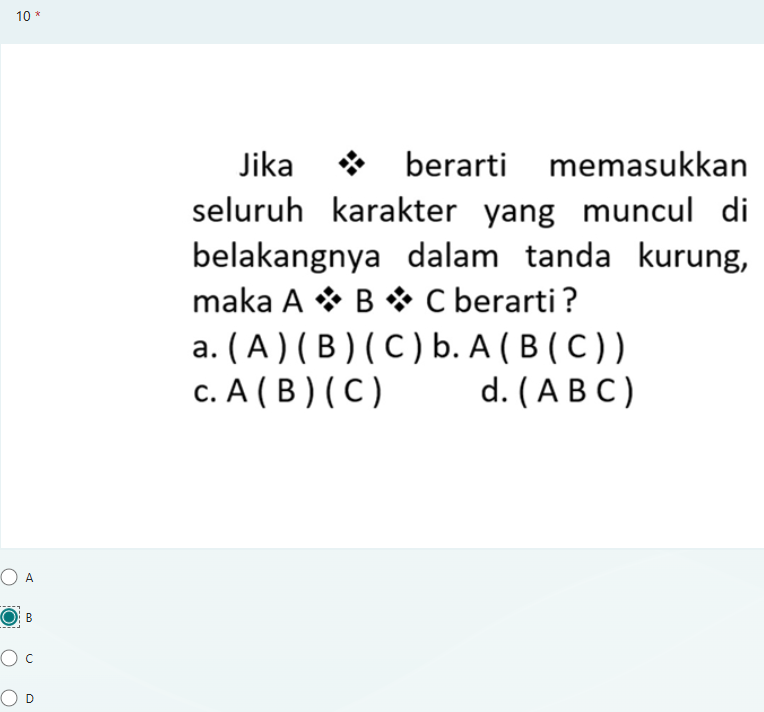 10 *
Jika ❖ berarti memasukkan
seluruh karakter yang muncul di
belakangnya dalam tanda kurung,
maka A ❖ B ❖ C berarti ?
a. ( A ) ( B ) ( C ) b. A ( B ( C ) )
c. A ( B ) ( C ) d. ( A B C )
A
B
C
D